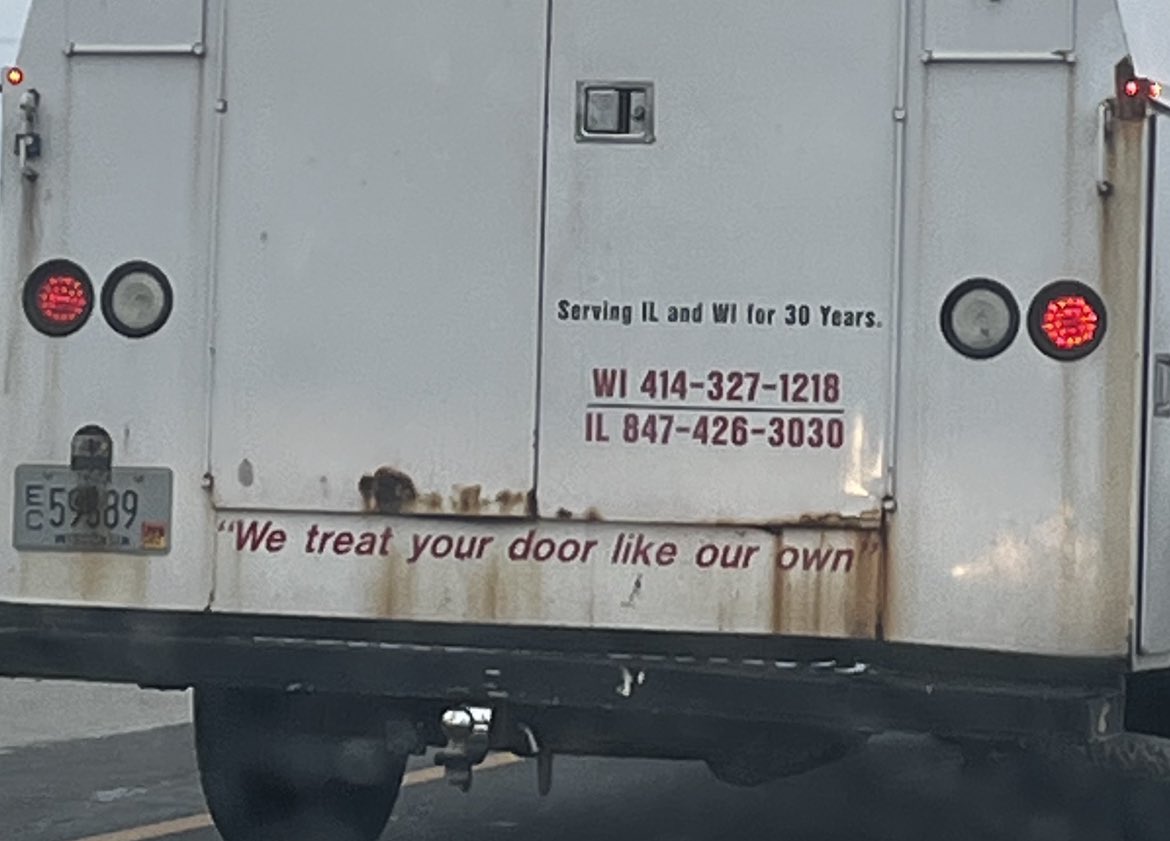 Serving IL and WI for 30 Years.
WI 414-327-1218
IL 847-426-3030
EC
"We treat your door like our own"